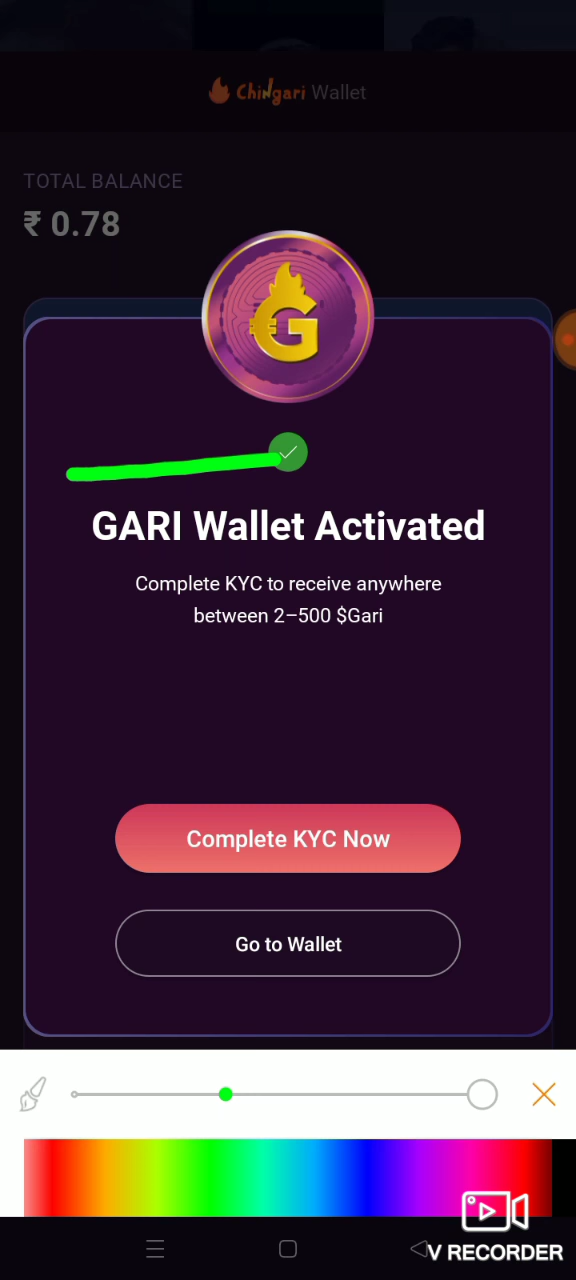 Chingari Wallet
TOTAL BALANCE
₹ 0.78
G
GARI Wallet Activated
Complete KYC to receive anywhere
between 2–500 $Gari
Complete KYC Now
Go to Wallet
V RECORDER